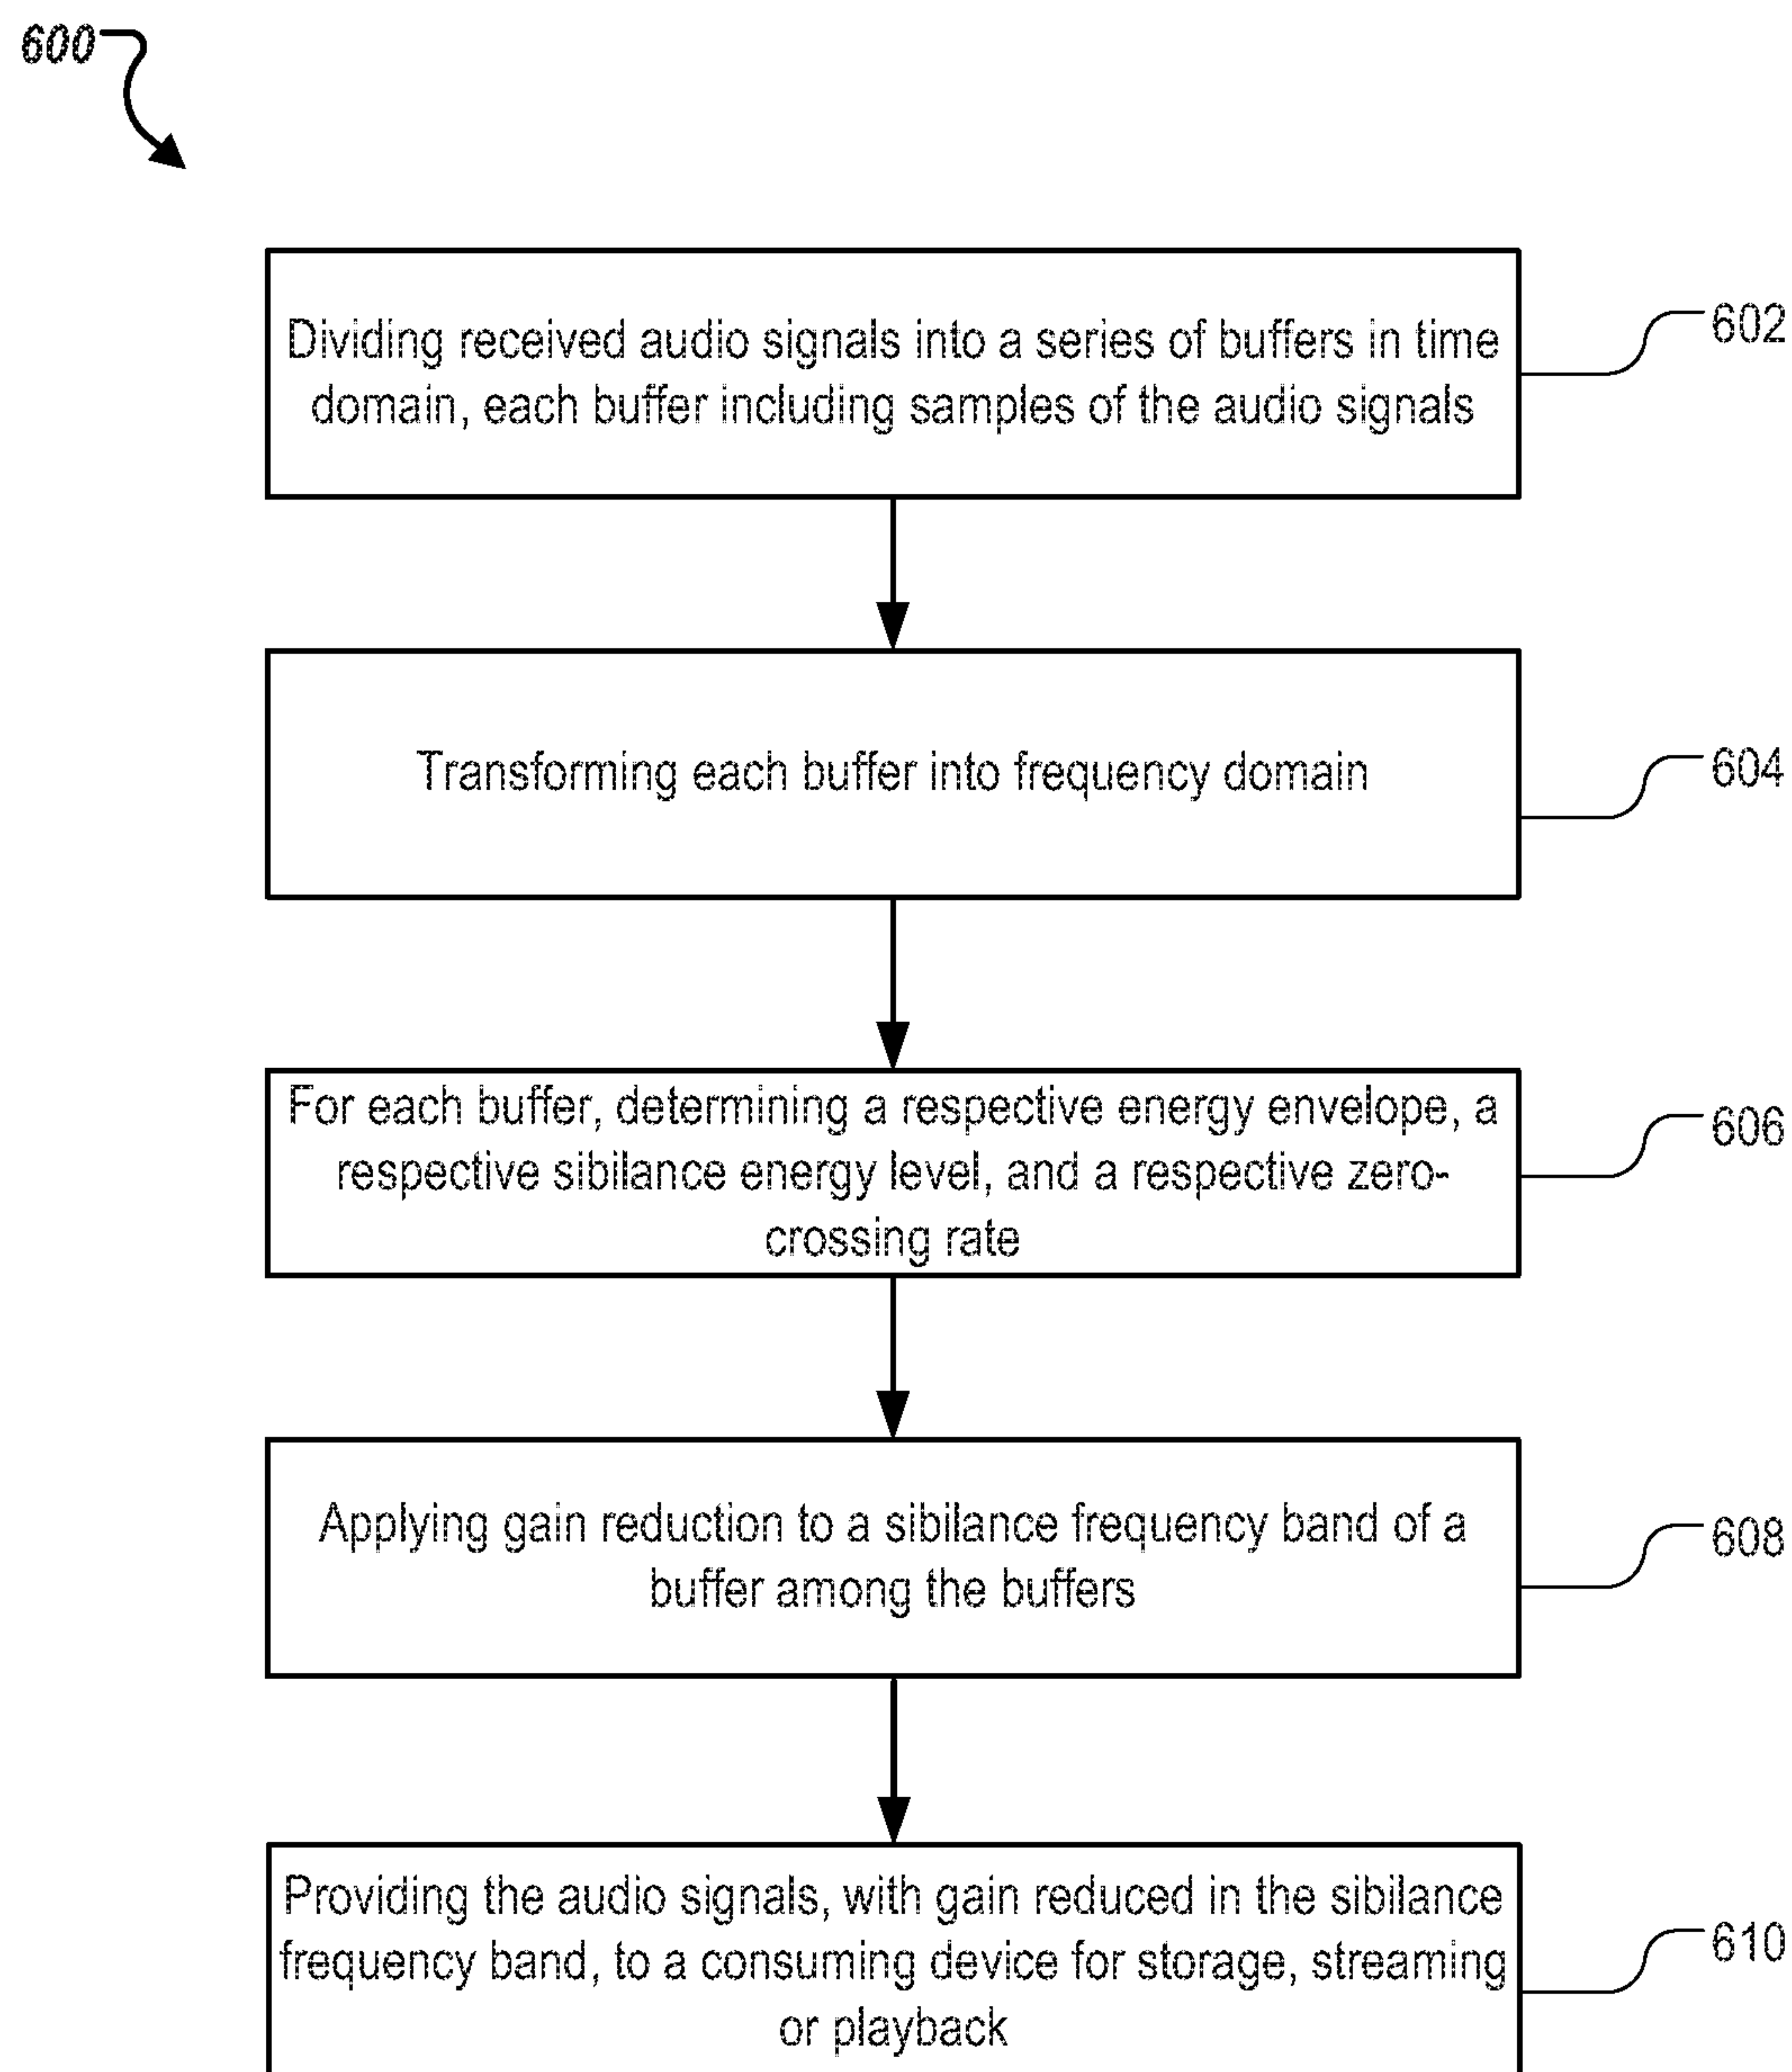 600
Dividing received audio signals into a series of buffers in time
domain, each buffer including samples of the audio signals
602
Transforming each buffer into frequency domain
604
For each buffer, determining a respective energy envelope, a
respective sibilance energy level, and a respective zero-
crossing rate
606
Applying gain reduction to a sibilance frequency band of a
buffer among the buffers
608
Providing the audio signals, with gain reduced in the sibilance
frequency band, to a consuming device for storage, streaming
or playback
610